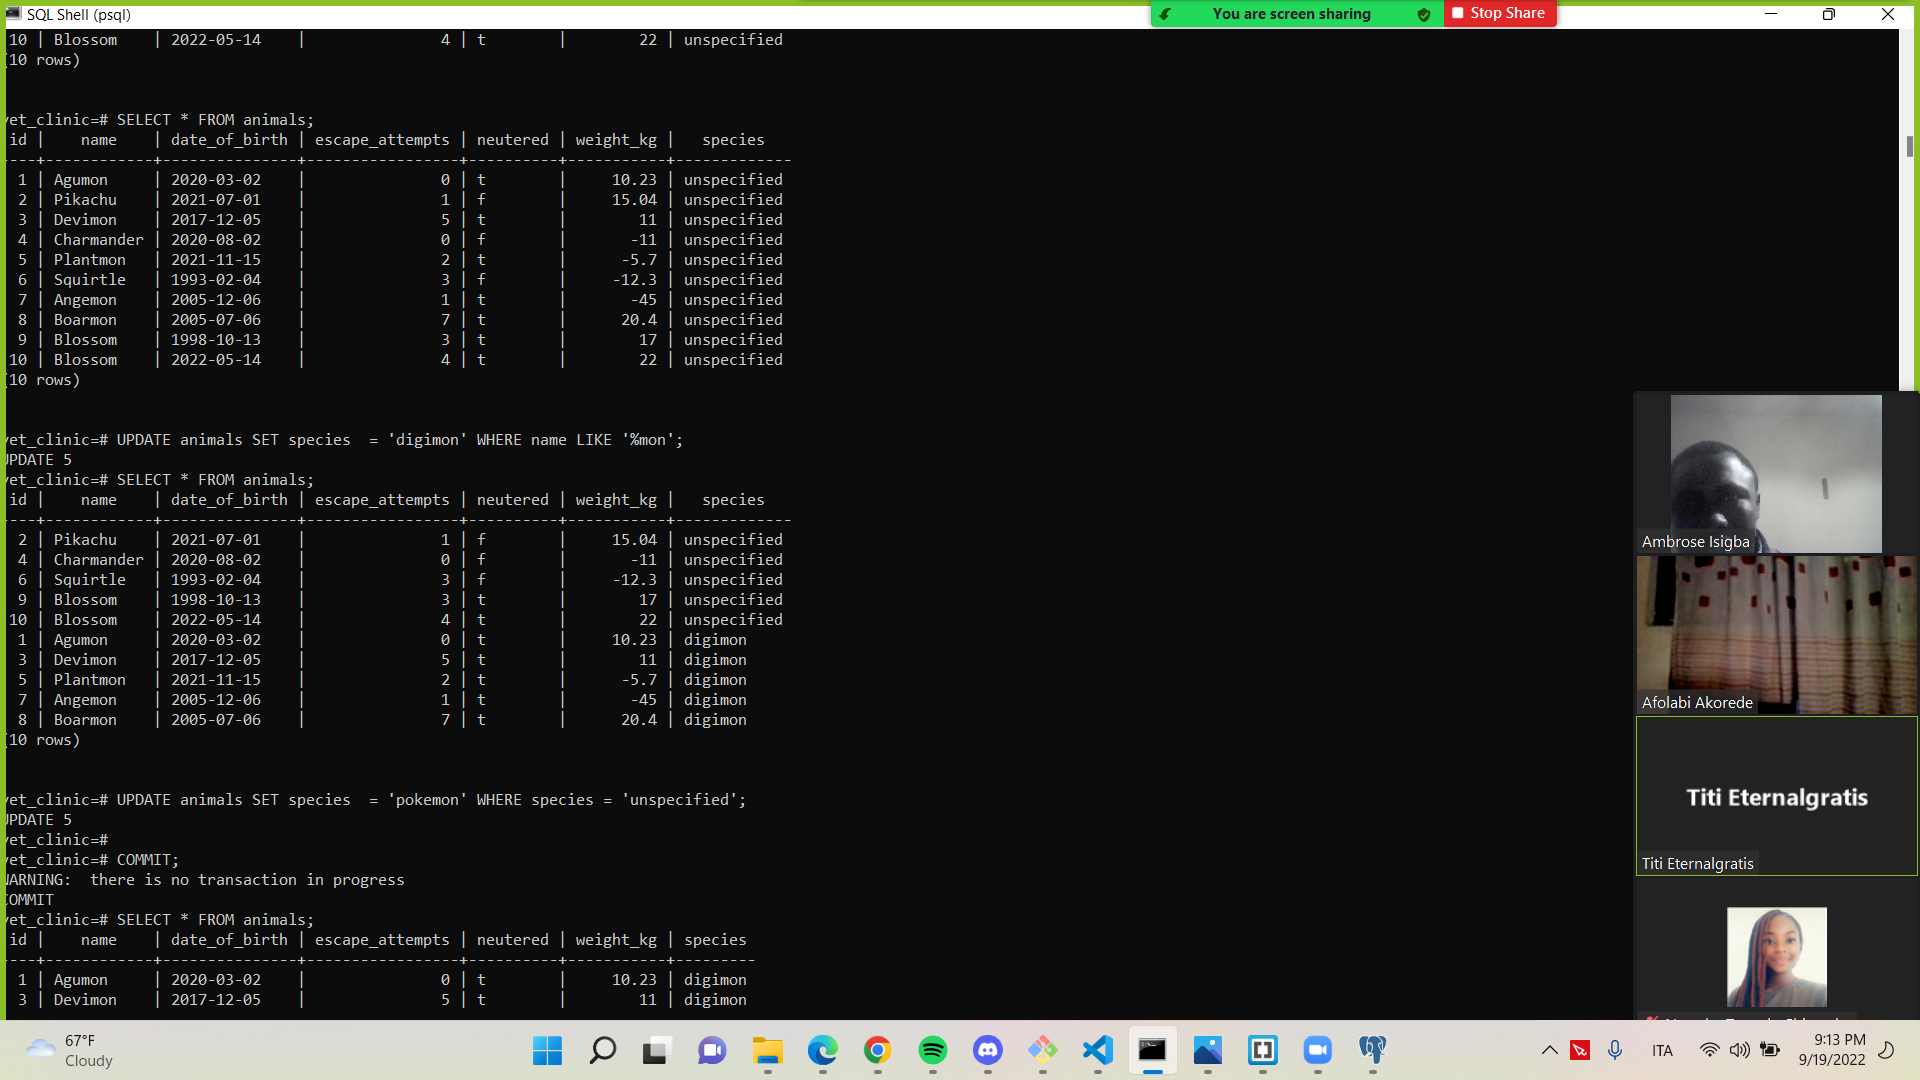 SQL Shell (psql)
You are screen sharing
Stop Share
10 | Blossom    | 2022-05-14    |               4 | t        |        22 | unspecified
(10 rows)
vet_clinic=# SELECT * FROM animals;
id |    name    | date_of_birth | escape_attempts | neutered | weight_kg |   species
----+------------+---------------+-----------------+----------+-----------+-------------
1 | Agumon     | 2020-03-02    |               0 | t        |     10.23 | unspecified
2 | Pikachu    | 2021-07-01    |               1 | f        |     15.04 | unspecified
3 | Devimon    | 2017-12-05    |               5 | t        |        11 | unspecified
4 | Charmander | 2020-08-02    |               0 | f        |       -11 | unspecified
5 | Plantmon   | 2021-11-15    |               2 | t        |      -5.7 | unspecified
6 | Squirtle   | 1993-02-04    |               3 | f        |     -12.3 | unspecified
7 | Angemon    | 2005-12-06    |               1 | t        |       -45 | unspecified
8 | Boarmon    | 2005-07-06    |               7 | t        |      20.4 | unspecified
9 | Blossom    | 1998-10-13    |               3 | t        |        17 | unspecified
10 | Blossom    | 2022-05-14    |               4 | t        |        22 | unspecified
(10 rows)
vet_clinic=# UPDATE animals SET species  = 'digimon' WHERE name LIKE '%mon';
UPDATE 5
vet_clinic=# SELECT * FROM animals;
id |    name    | date_of_birth | escape_attempts | neutered | weight_kg |   species
----+------------+---------------+-----------------+----------+-----------+-------------
2 | Pikachu    | 2021-07-01    |               1 | f        |     15.04 | unspecified
4 | Charmander | 2020-08-02    |               0 | f        |       -11 | unspecified
6 | Squirtle   | 1993-02-04    |               3 | f        |     -12.3 | unspecified
9 | Blossom    | 1998-10-13    |               3 | t        |        17 | unspecified
10 | Blossom    | 2022-05-14    |               4 | t        |        22 | unspecified
1 | Agumon     | 2020-03-02    |               0 | t        |     10.23 | digimon
3 | Devimon    | 2017-12-05    |               5 | t        |        11 | digimon
5 | Plantmon   | 2021-11-15    |               2 | t        |      -5.7 | digimon
7 | Angemon    | 2005-12-06    |               1 | t        |       -45 | digimon
8 | Boarmon    | 2005-07-06    |               7 | t        |      20.4 | digimon
(10 rows)
vet_clinic=# UPDATE animals SET species  = 'pokemon' WHERE species = 'unspecified';
UPDATE 5
vet_clinic=#
vet_clinic=# COMMIT;
WARNING:  there is no transaction in progress
COMMIT
vet_clinic=# SELECT * FROM animals;
id |    name    | date_of_birth | escape_attempts | neutered | weight_kg | species
----+------------+---------------+-----------------+----------+-----------+---------
1 | Agumon     | 2020-03-02    |               0 | t        |     10.23 | digimon
3 | Devimon    | 2017-12-05    |               5 | t        |        11 | digimon
Ambrose Isigba
Afolabi Akorede
Titi Eternalgratis
Titi Eternalgratis
67°F
Cloudy
ITA
9:13 PM
9/19/2022